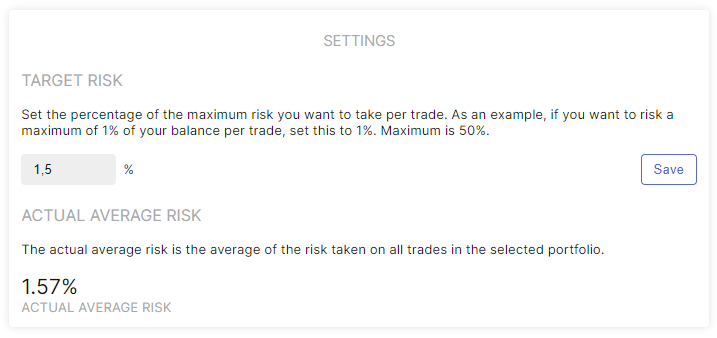 SETTINGS
TARGET RISK
Set the percentage of the maximum risk you want to take per trade. As an example, if you want to risk a
maximum of 1% of your balance per trade, set this to 1%. Maximum is 50%.
1,5 % Save
ACTUAL AVERAGE RISK
The actual average risk is the average of the risk taken on all trades in the selected portfolio.
1.57%
ACTUAL AVERAGE RISK